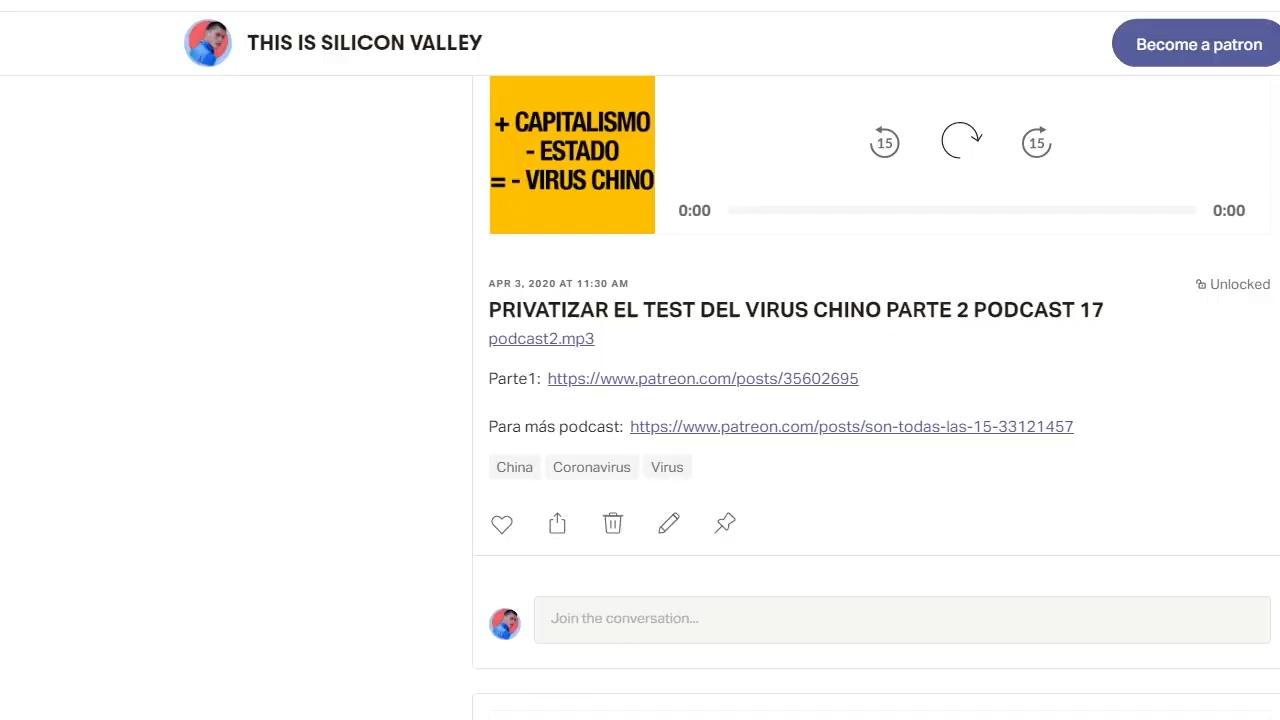 THIS IS SILICON VALLEY
Become a patron
+ CAPITALISMO
- ESTADO
= - VIRUS CHINO
15
15
0:00
0:00
APR 3, 2020 AT 11:30 AM
Unlocked
PRIVATIZAR EL TEST DEL VIRUS CHINO PARTE 2 PODCAST 17
podcast2.mp3
Parte1: https://www.patreon.com/posts/35602695
Para más podcast: https://www.patreon.com/posts/son-todas-las-15-33121457
China Coronavirus Virus
Join the conversation...